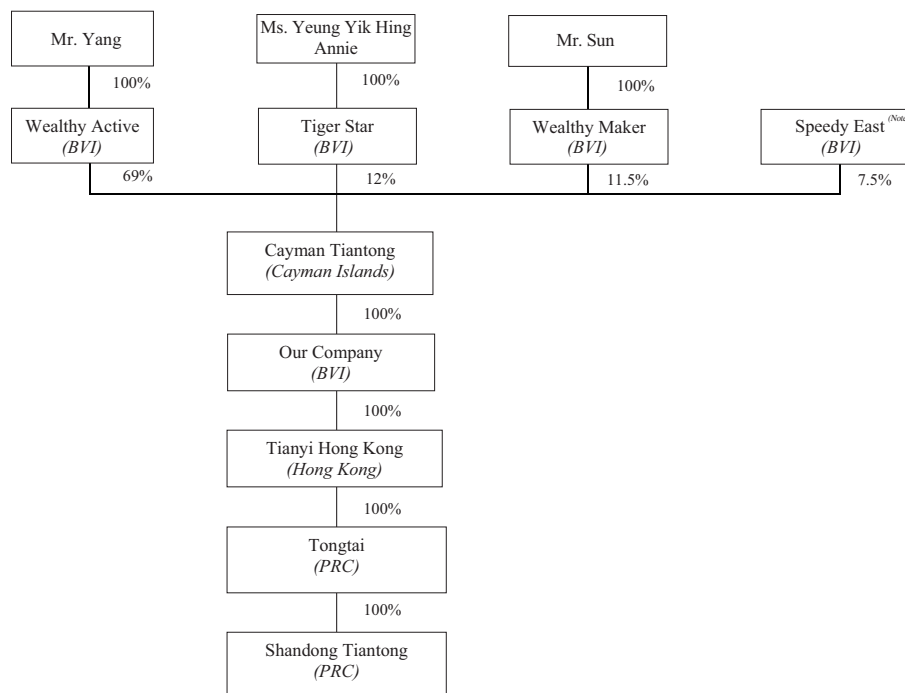 Mr. Yang
Ms. Yeung Yik Hing
Annie
Mr. Sun
100%
100%
100%
Wealthy Active
(BVI)
Tiger Star
(BVI)
Wealthy Maker
(BVI)
Speedy East (Note
(BVI)
69%
12%
11.5%
7.5%
Cayman Tiantong
(Cayman Islands)
100%
Our Company
(BVI)
100%
Tianyi Hong Kong
(Hong Kong)
100%
Tongtai
(PRC)
100%
Shandong Tiantong
(PRC)